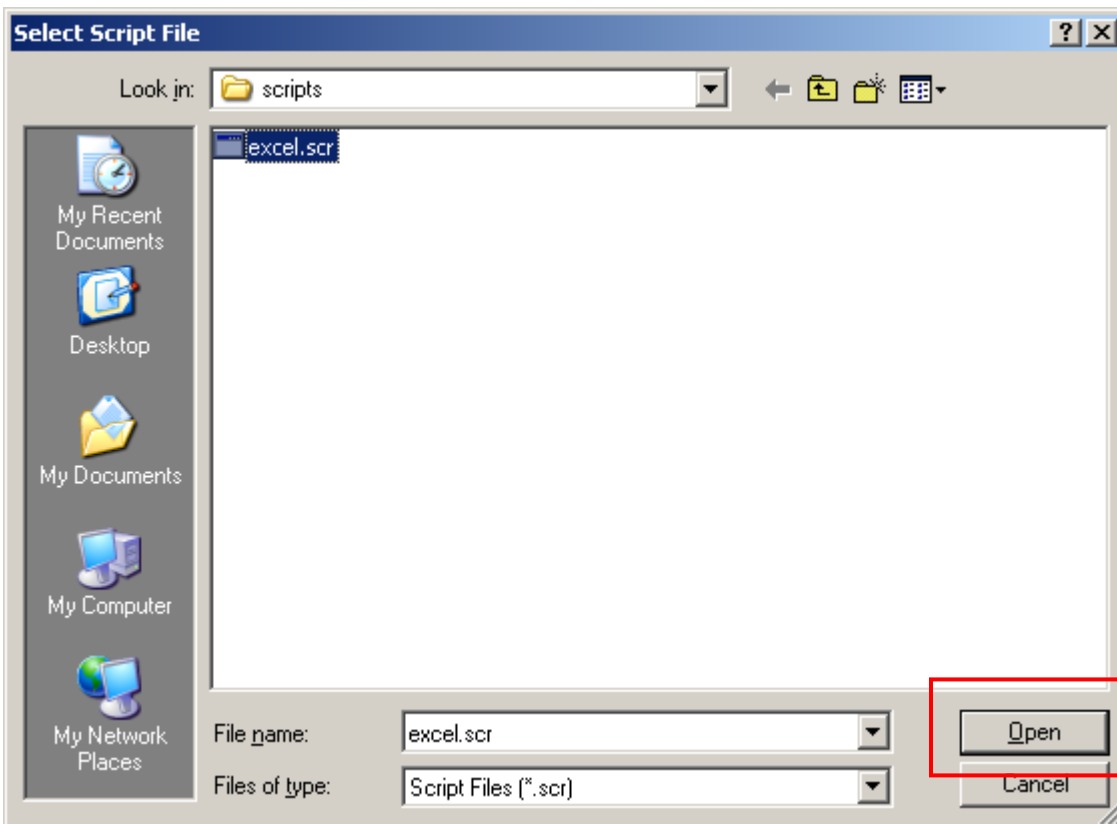 Select Script File
Look in:
scripts
excel.scr
My Recent
Documents
Desktop
My Documents
My Computer
My Network
Places
File name:
excel.scr
Open
Files of type:
Script Files (*.scr)
Cancel